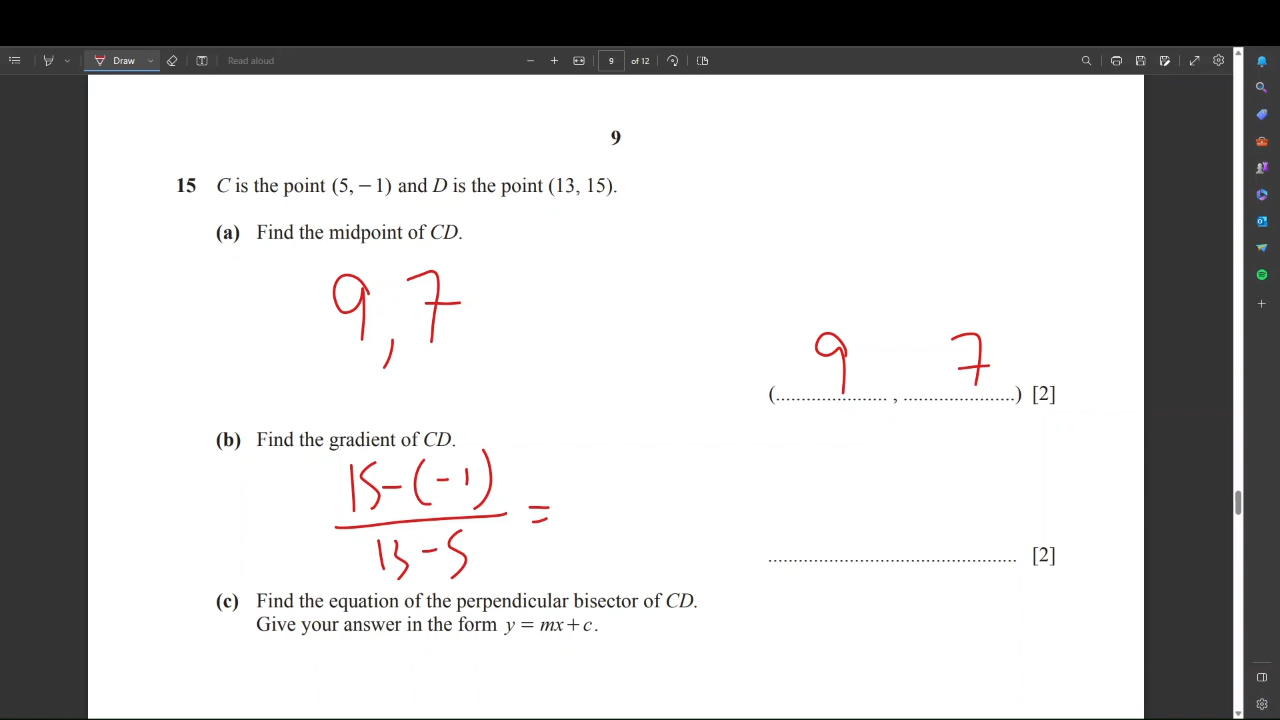 Draw
Read aloud
9
of 12
9
15 C is the point (5, −1) and D is the point (13, 15).
(a) Find the midpoint of CD.
9, 7
9 7
(...................... , ......................) [2]
(b) Find the gradient of CD.
15-(-1)
=
13-5
................................................. [2]
(c) Find the equation of the perpendicular bisector of CD.
Give your answer in the form y = mx + c.